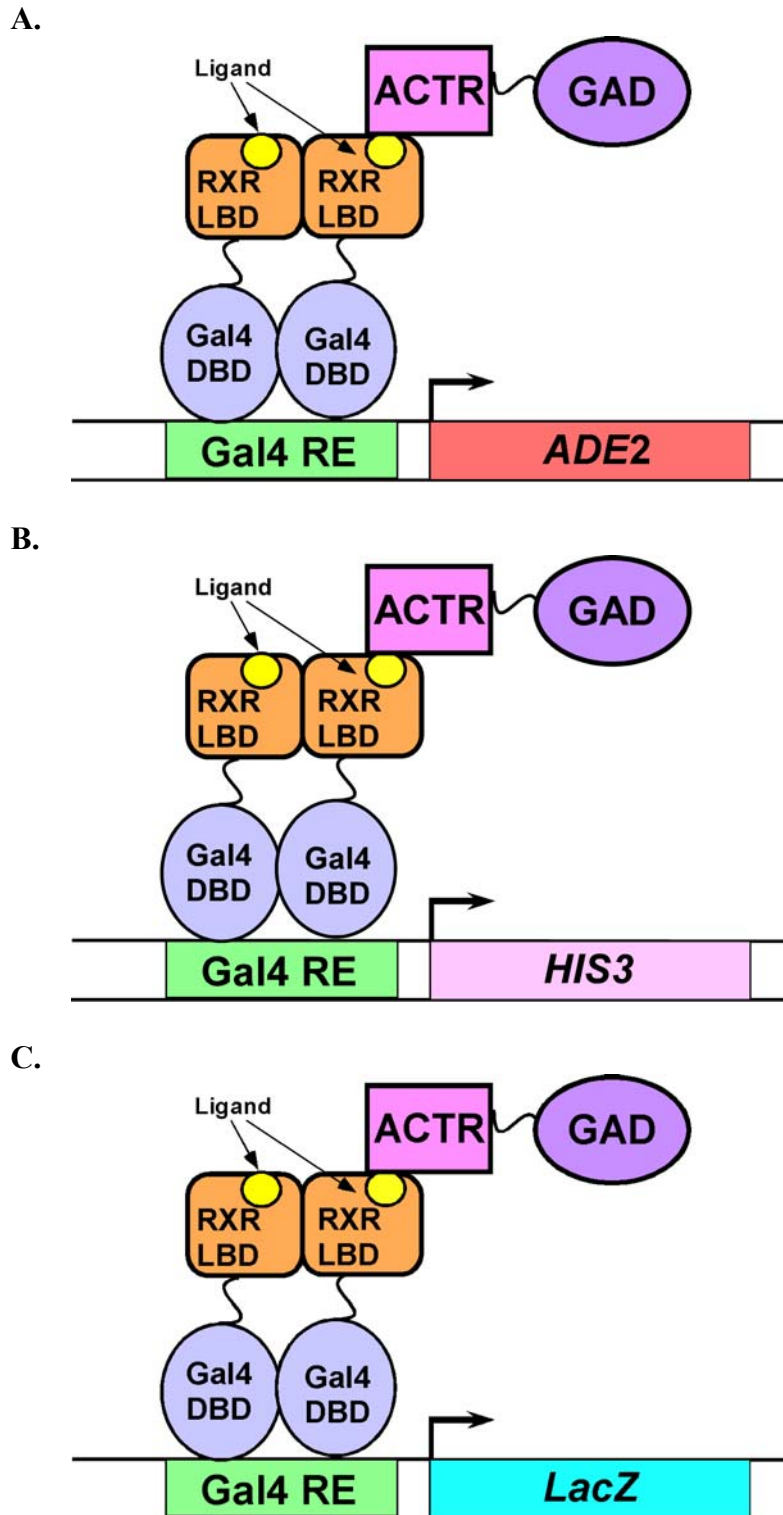 A.
Ligand
ACTR
GAD
RXR
LBD
RXR
LBD
Gal4
DBD
Gal4
DBD
Gal4 RE
ADE2
B.
Ligand
ACTR
GAD
RXR
LBD
RXR
LBD
Gal4
DBD
Gal4
DBD
Gal4 RE
HIS3
C.
Ligand
ACTR
GAD
RXR
LBD
RXR
LBD
Gal4
DBD
Gal4
DBD
Gal4 RE
LacZ